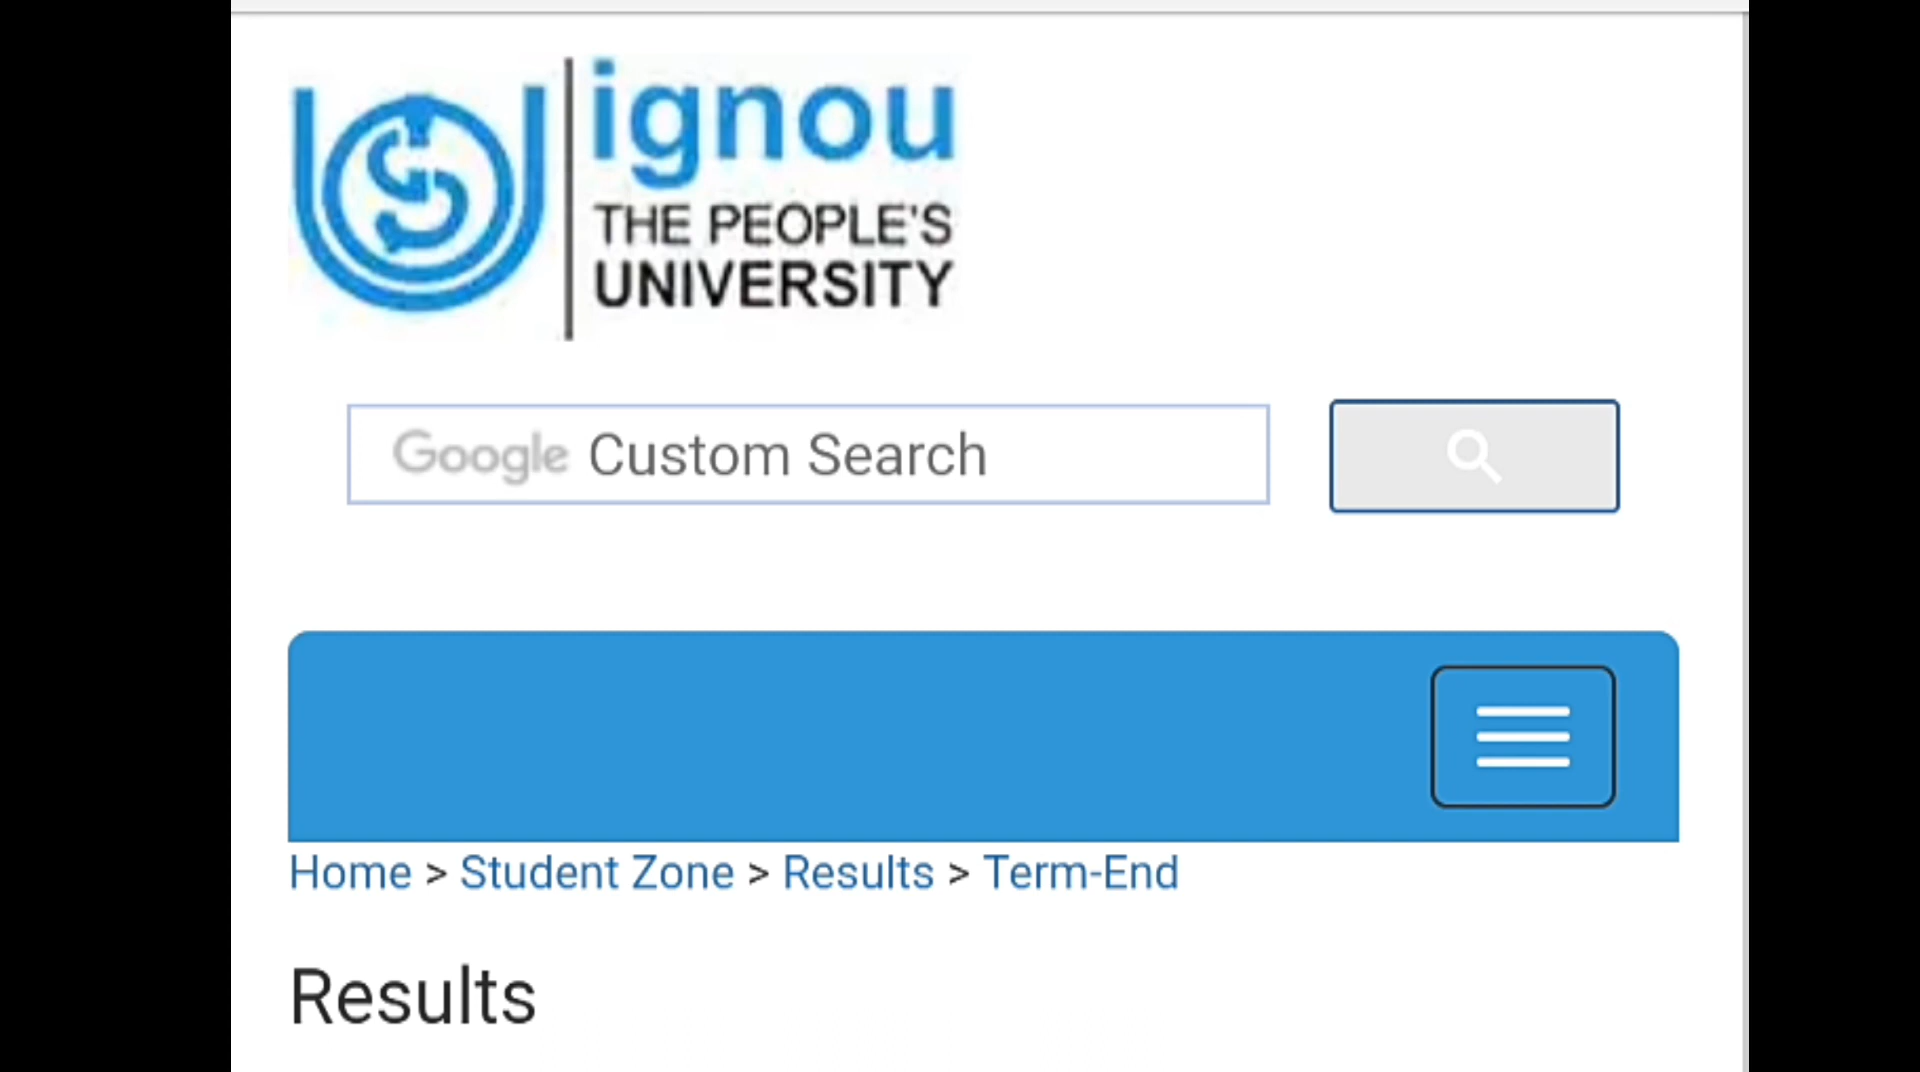 ignou
THE PEOPLE'S
UNIVERSITY
Google Custom Search
Home > Student Zone > Results > Term-End
Results